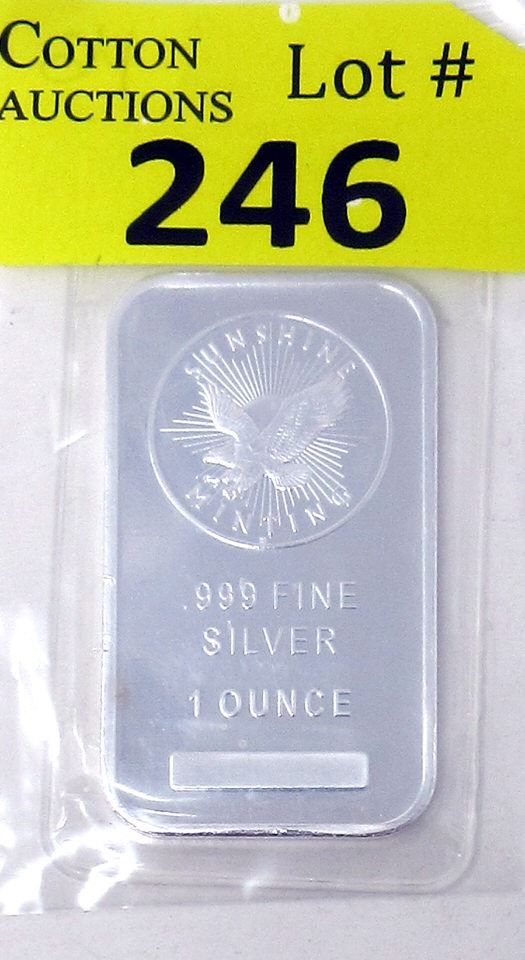 COTTON
AUCTIONS
Lot #
246
SUNSHINE
MINTING
.999 FINE
SILVER
1 OUNCE